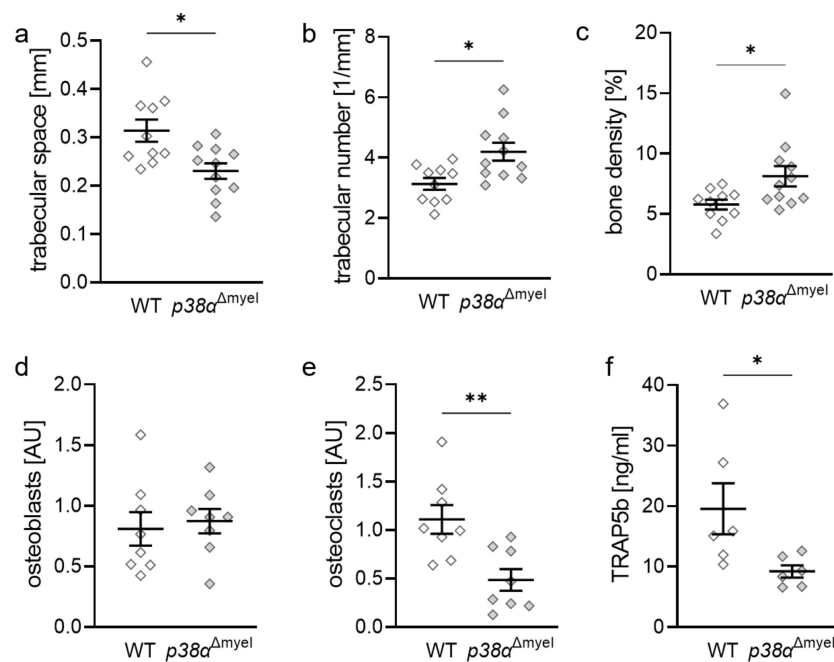 a
*
trabecular space [mm]
0.5
0.4
0.3
0.2
0.1
0.0
WT p38αΔmyel
b
*
trabecular number [1/mm]
8
6
4
2
0
WT p38αΔmyel
c
*
bone density [%]
20
15
10
5
0
WT p38αΔmyel
d
osteoblasts [AU]
2.0
1.5
1.0
0.5
0.0
WT p38αΔmyel
e
**
osteoclasts [AU]
2.5
2.0
1.5
1.0
0.5
0.0
WT p38αΔmyel
f
*
TRAP5b [ng/ml]
40
30
20
10
0
WT p38αΔmyel